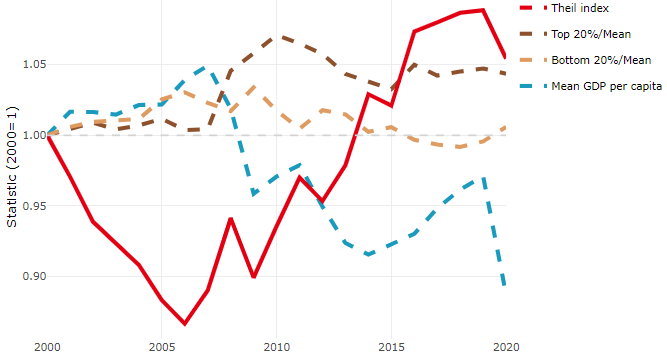 Theil index
Top 20%/Mean
Bottom 20%/Mean
Mean GDP per capita
Statistic (2000= 1)
1.05
1.00
0.95
0.90
2000 2005 2010 2015 2020